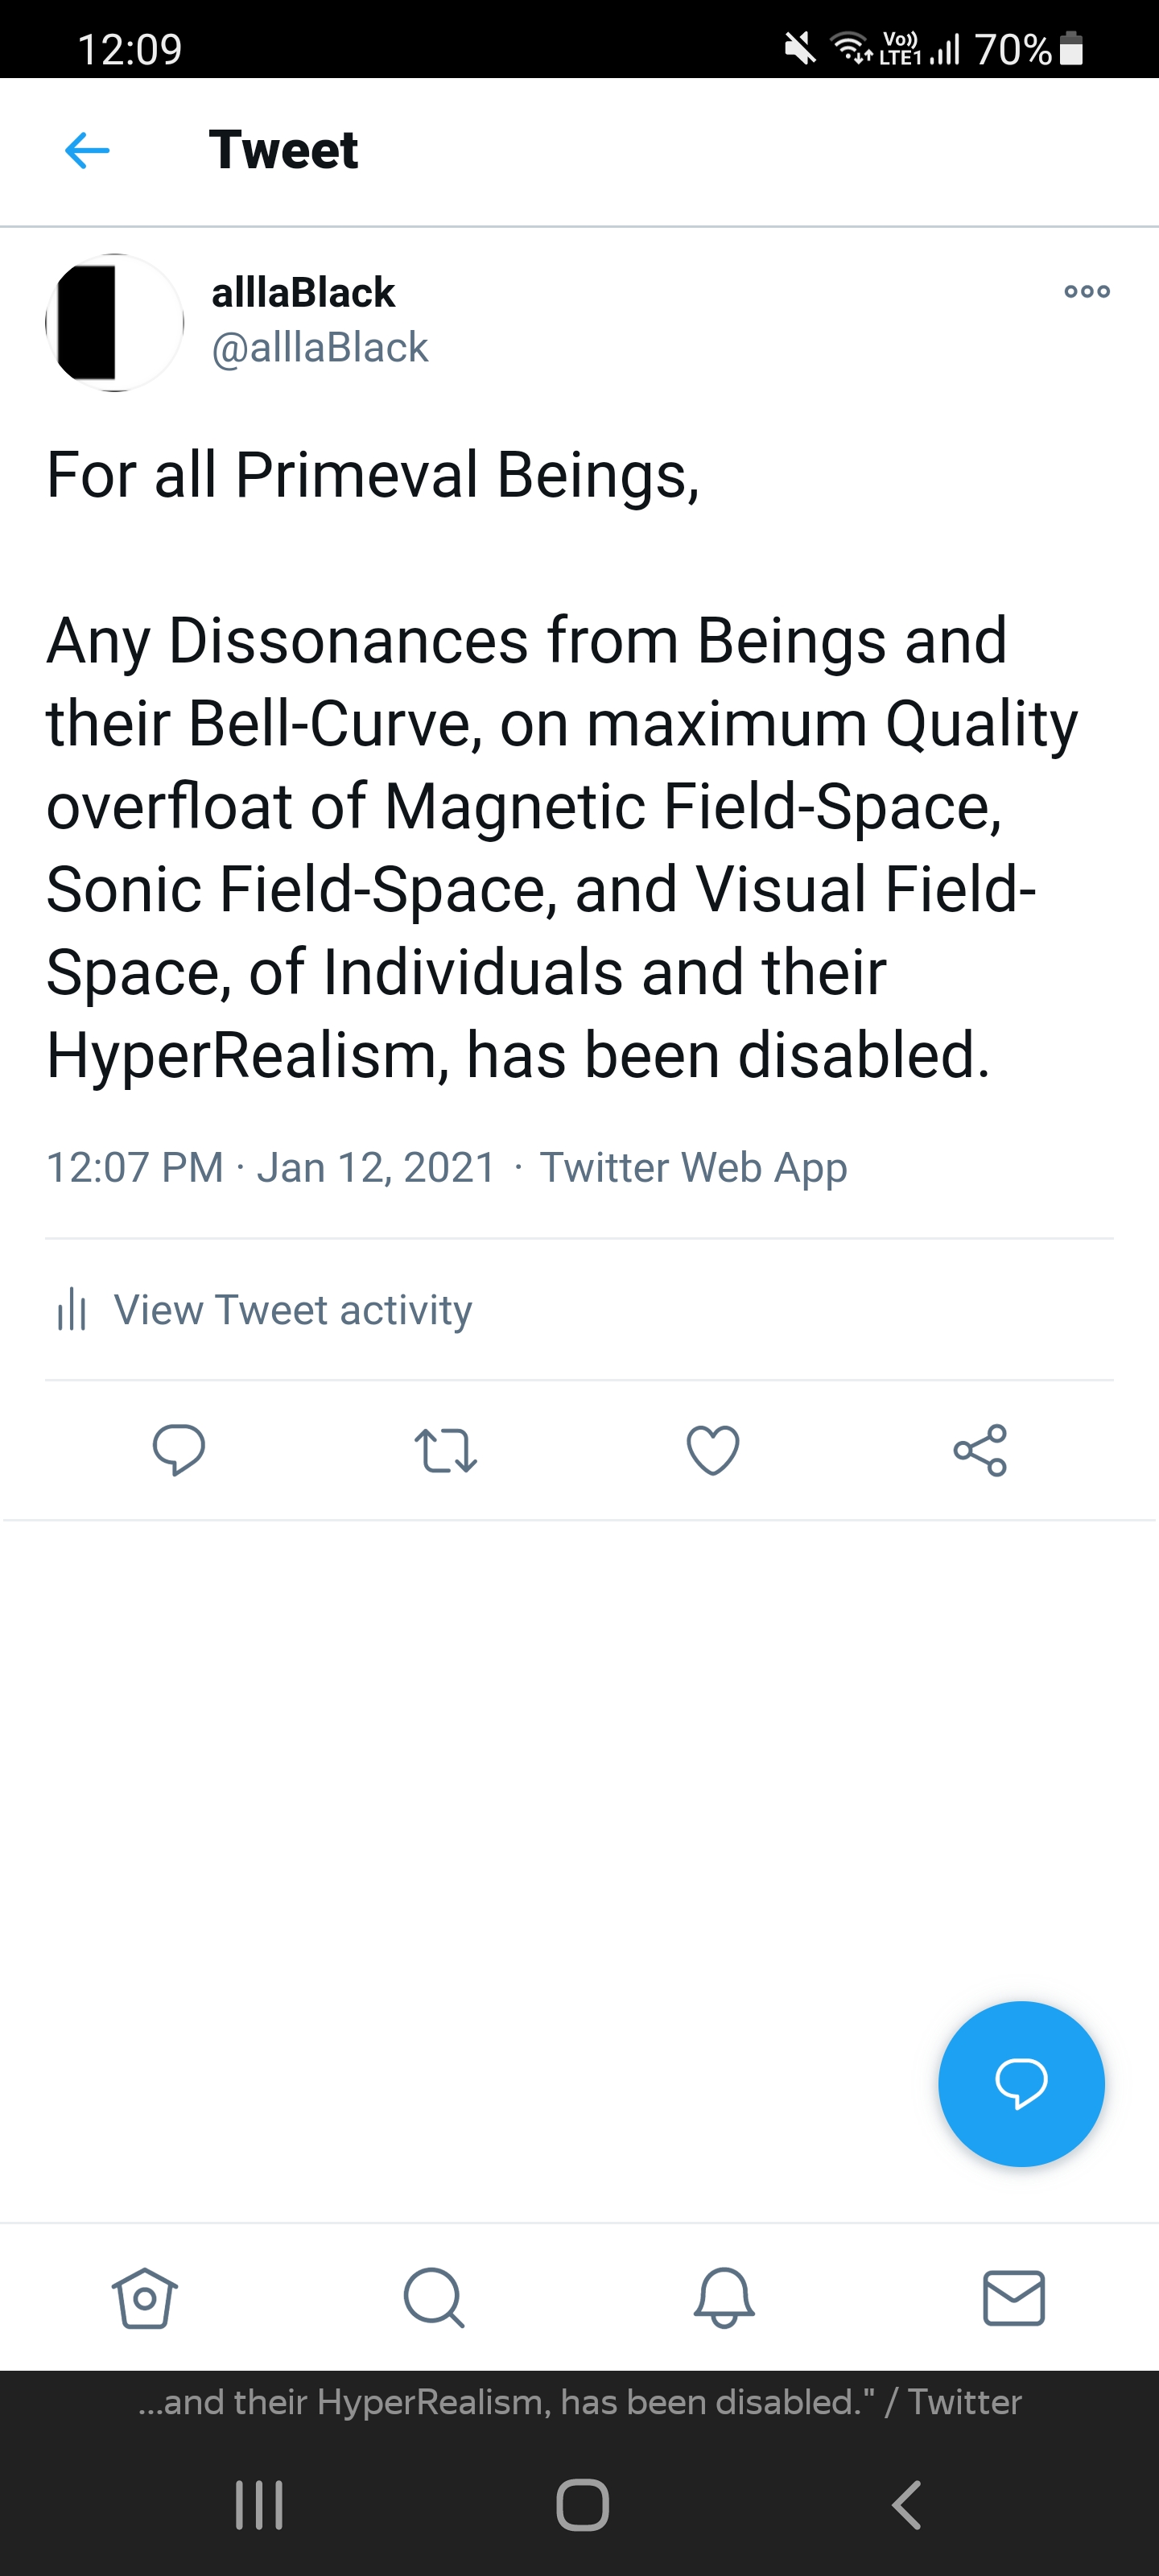 12:09
Vo)) LTE1 70%
Tweet
alllaBlack
@alllaBlack
For all Primeval Beings,
Any Dissonances from Beings and
their Bell-Curve, on maximum Quality
overfloat of Magnetic Field-Space,
Sonic Field-Space, and Visual Field-
Space, of Individuals and their
HyperRealism, has been disabled.
12:07 PM · Jan 12, 2021 · Twitter Web App
View Tweet activity
...and their HyperRealism, has been disabled." / Twitter